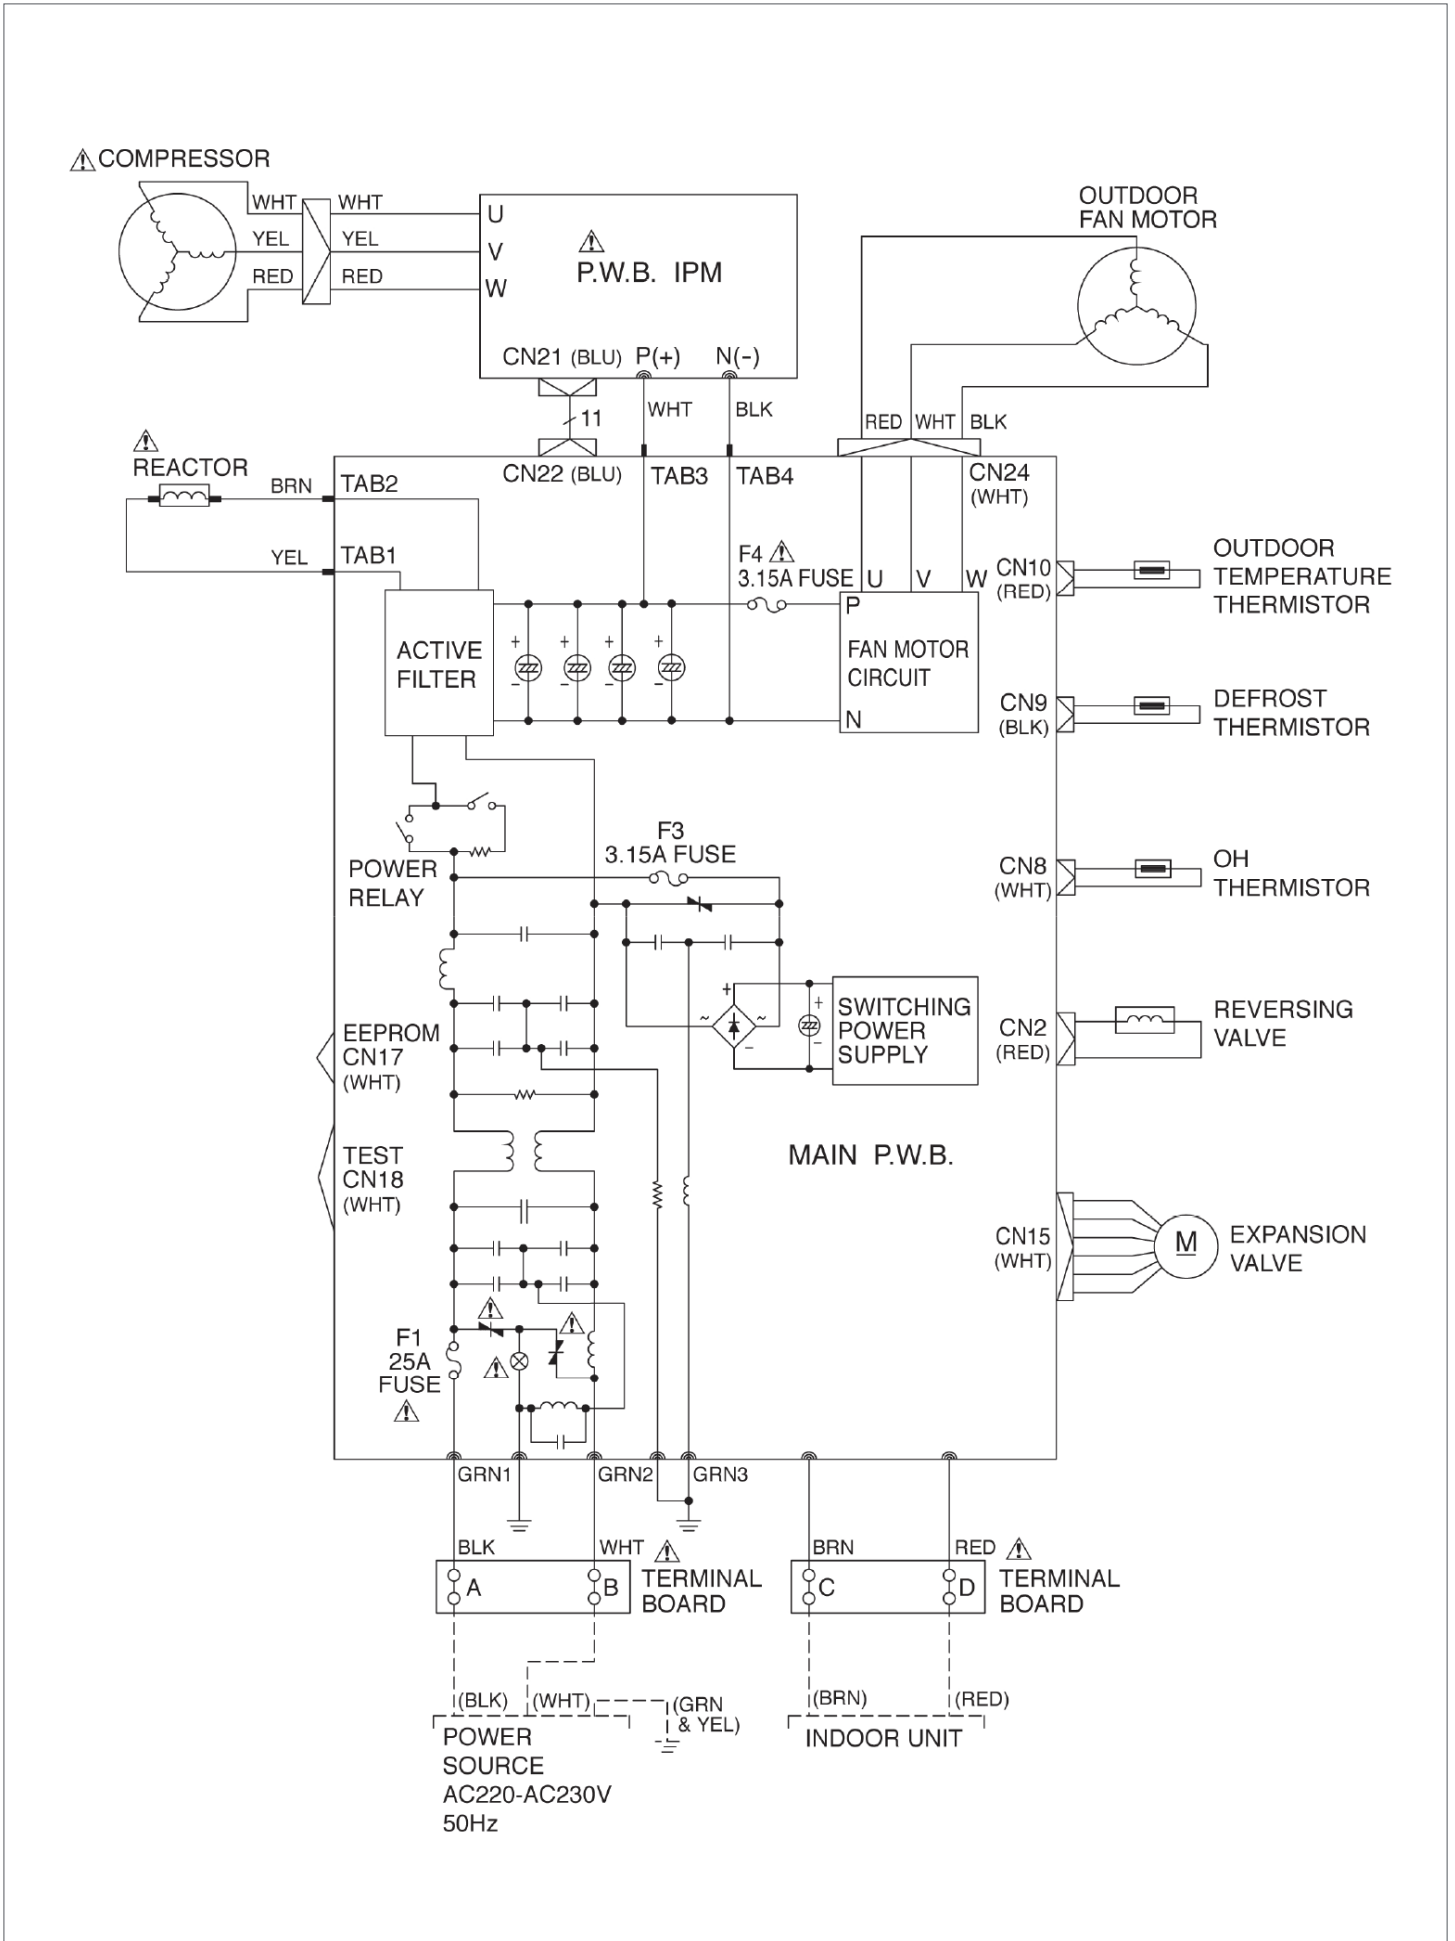 COMPRESSOR
WHT
WHT
YEL
YEL
RED
RED
U
V
W
P.W.B. IPM
CN21 (BLU)
P(+)
N(-)
OUTDOOR
FAN MOTOR
11
WHT
BLK
RED
WHT
BLK
REACTOR
BRN
TAB2
YEL
TAB1
CN22 (BLU)
TAB3
TAB4
CN24
(WHT)
F4
3.15A FUSE
U
V
W
P
FAN MOTOR
CIRCUIT
N
ACTIVE
FILTER
+
-
+
-
+
-
+
-
CN10
(RED)
OUTDOOR
TEMPERATURE
THERMISTOR
CN9
(BLK)
DEFROST
THERMISTOR
POWER
RELAY
F3
3.15A FUSE
CN8
(WHT)
OH
THERMISTOR
+
~
~
-
+
-
SWITCHING
POWER
SUPPLY
CN2
(RED)
REVERSING
VALVE
EEPROM
CN17
(WHT)
TEST
CN18
(WHT)
MAIN P.W.B.
CN15
(WHT)
M
EXPANSION
VALVE
F1
25A
FUSE
GRN1
GRN2
GRN3
BLK
WHT
A
B
TERMINAL
BOARD
BRN
RED
C
D
TERMINAL
BOARD
(BLK)
(WHT)
(GRN
& YEL)
(BRN)
(RED)
POWER
SOURCE
AC220-AC230V
50Hz
INDOOR UNIT